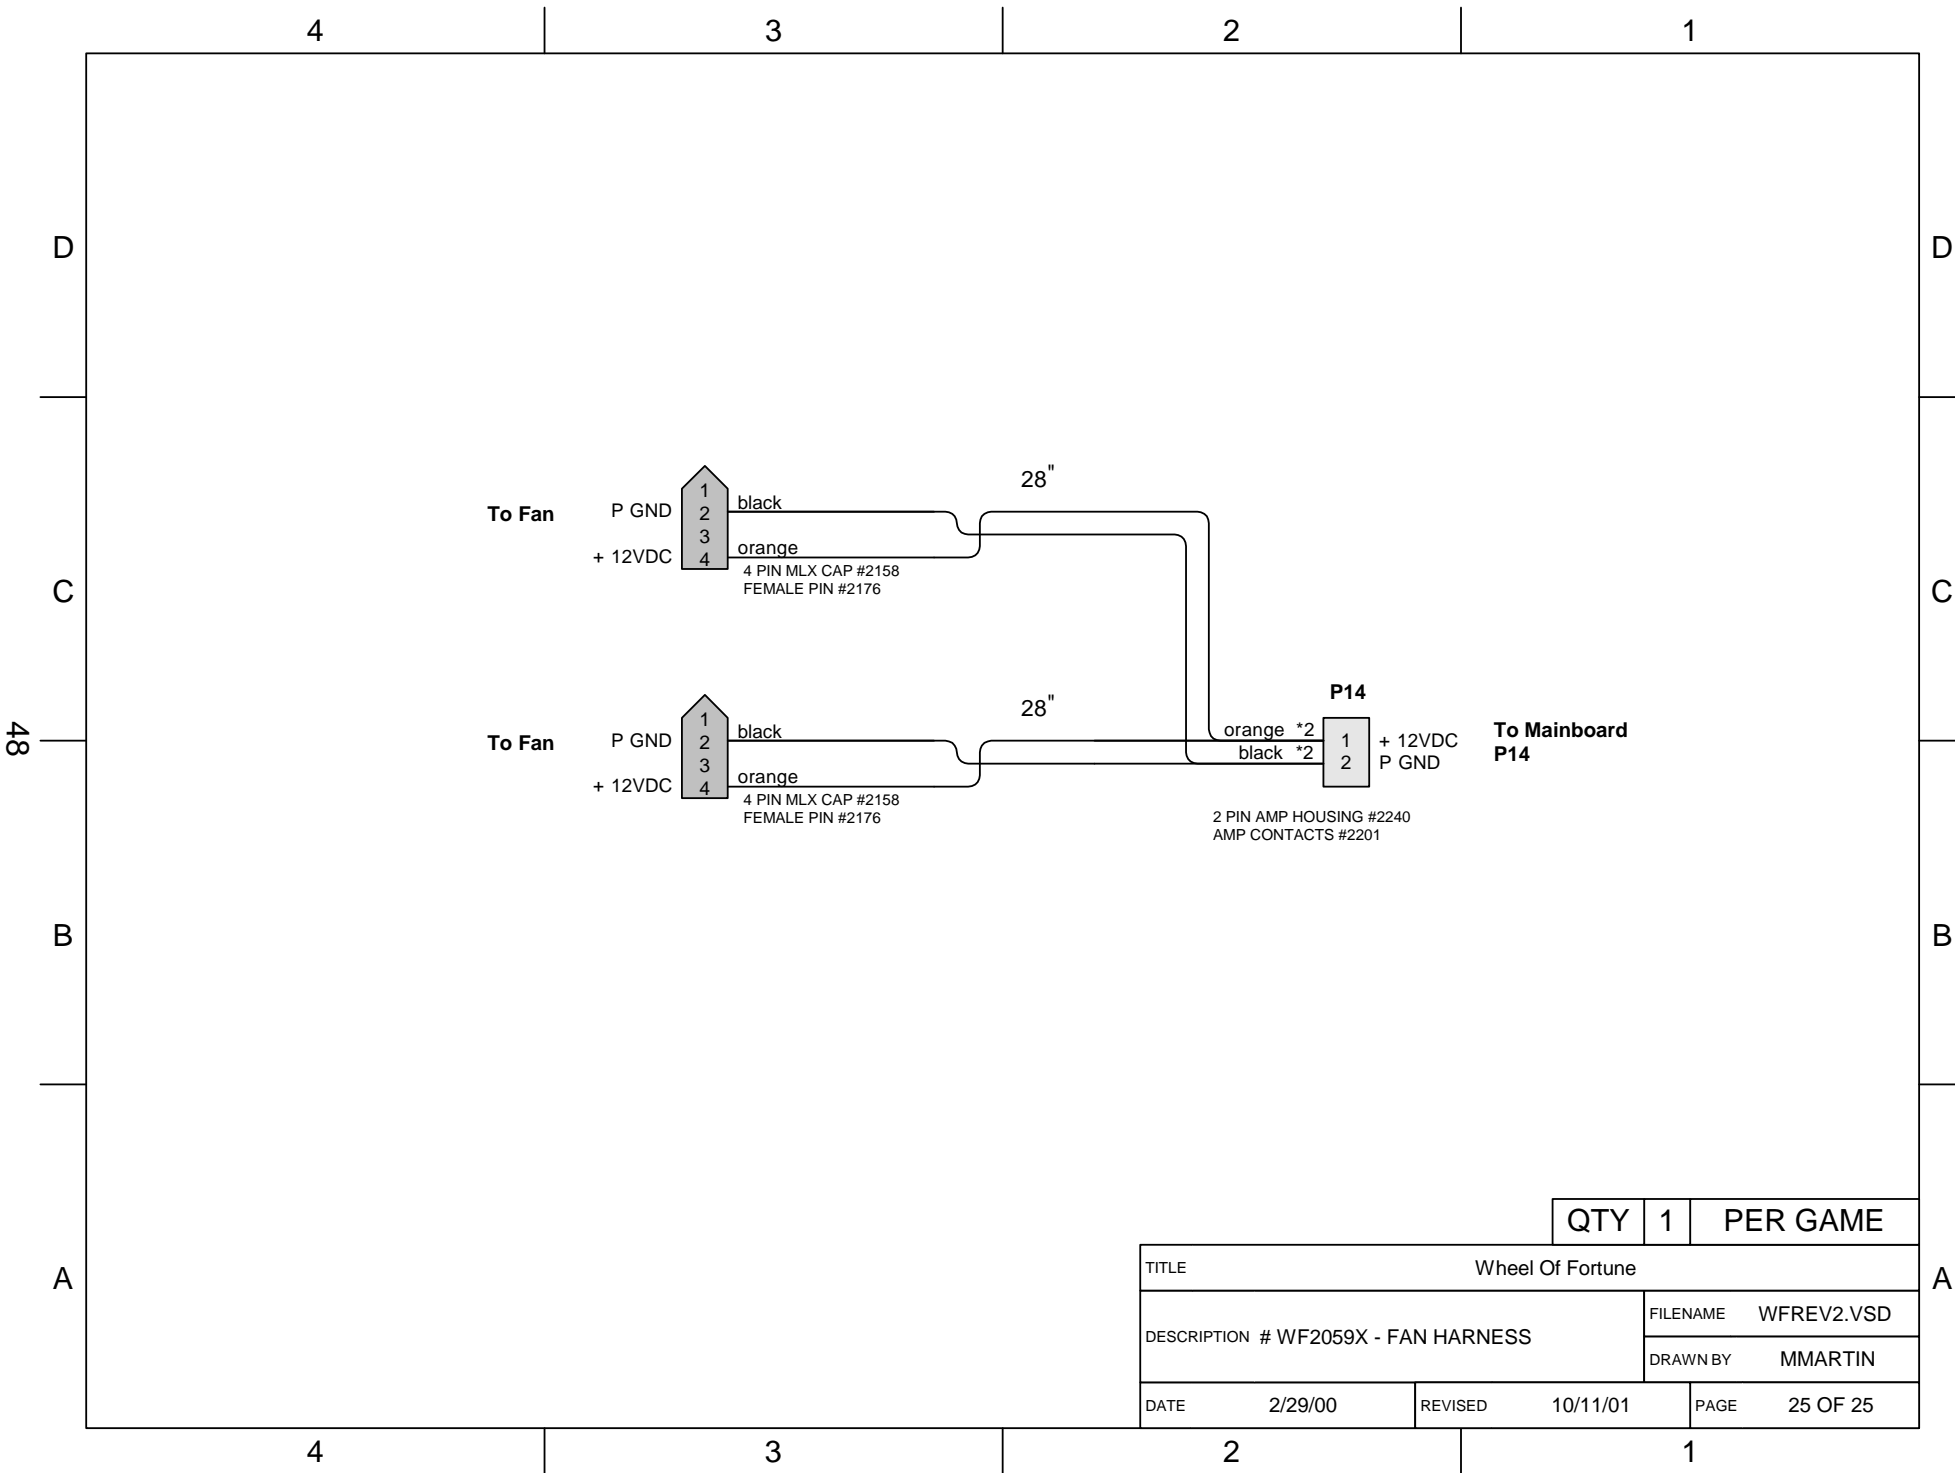 4 3 2 1
D D
28"
To Fan P GND 1 black
2
3
+ 12VDC 4 orange
4 PIN MLX CAP #2158
FEMALE PIN #2176
C C
28"
P14
To Fan P GND 1 black
2
3
+ 12VDC 4 orange
4 PIN MLX CAP #2158
FEMALE PIN #2176
orange *2 1 + 12VDC
black *2 2 P GND
To Mainboard
P14
2 PIN AMP HOUSING #2240
AMP CONTACTS #2201
48
B B
A A
QTY 1 PER GAME
TITLE Wheel Of Fortune
DESCRIPTION # WF2059X - FAN HARNESS
FILENAME WFREV2.VSD
DRAWN BY MMARTIN
DATE 2/29/00 REVISED 10/11/01 PAGE 25 OF 25
4 3 2 1